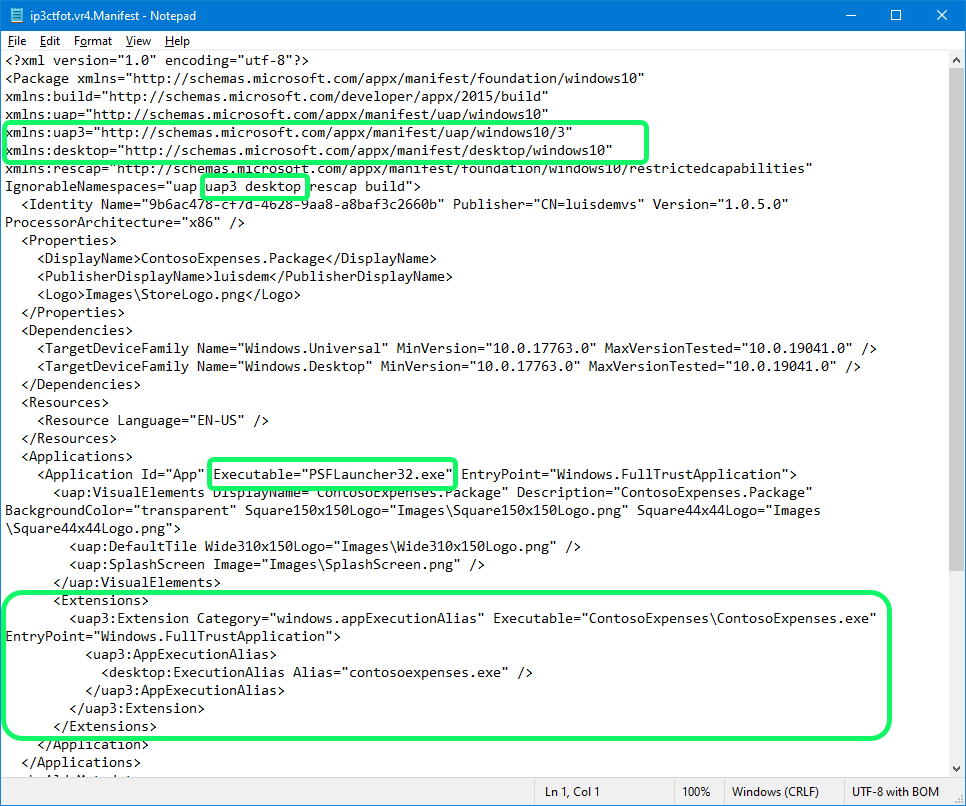 ip3ctfot.vr4.Manifest - Notepad
File Edit Format View Help
<?xml version="1.0" encoding="utf-8"?>
<Package xmlns="http://schemas.microsoft.com/appx/manifest/foundation/windows10"
xmlns:build="http://schemas.microsoft.com/developer/appx/2015/build"
xmlns:uap="http://schemas.microsoft.com/appx/manifest/uap/windows10"
xmlns:uap3="http://schemas.microsoft.com/appx/manifest/uap/windows10/3"
xmlns:desktop="http://schemas.microsoft.com/appx/manifest/desktop/windows10"
xmlns:rescap="http://schemas.microsoft.com/appx/manifest/foundation/windows10/restrictedcapabilities"
IgnorableNamespaces="uap uap3 desktop rescap build">
  <Identity Name="9b6ac478-cf7d-4628-9aa8-a8baf3c2660b" Publisher="CN=luisdemvs" Version="1.0.5.0"
ProcessorArchitecture="x86" />
  <Properties>
    <DisplayName>ContosoExpenses.Package</DisplayName>
    <PublisherDisplayName>luisdem</PublisherDisplayName>
    <Logo>Images\StoreLogo.png</Logo>
  </Properties>
  <Dependencies>
    <TargetDeviceFamily Name="Windows.Universal" MinVersion="10.0.17763.0" MaxVersionTested="10.0.19041.0" />
    <TargetDeviceFamily Name="Windows.Desktop" MinVersion="10.0.17763.0" MaxVersionTested="10.0.19041.0" />
  </Dependencies>
  <Resources>
    <Resource Language="EN-US" />
  </Resources>
  <Applications>
    <Application Id="App" Executable="PSFLauncher32.exe" EntryPoint="Windows.FullTrustApplication">
      <uap:VisualElements DisplayName="ContosoExpenses.Package" Description="ContosoExpenses.Package"
BackgroundColor="transparent" Square150x150Logo="Images\Square150x150Logo.png" Square44x44Logo="Images
\Square44x44Logo.png">
        <uap:DefaultTile Wide310x150Logo="Images\Wide310x150Logo.png" />
        <uap:SplashScreen Image="Images\SplashScreen.png" />
      </uap:VisualElements>
      <Extensions>
        <uap3:Extension Category="windows.appExecutionAlias" Executable="ContosoExpenses\ContosoExpenses.exe"
EntryPoint="Windows.FullTrustApplication">
          <uap3:AppExecutionAlias>
            <desktop:ExecutionAlias Alias="contosoexpenses.exe" />
          </uap3:AppExecutionAlias>
        </uap3:Extension>
      </Extensions>
    </Application>
  </Applications>
Ln 1, Col 1 100% Windows (CRLF) UTF-8 with BOM